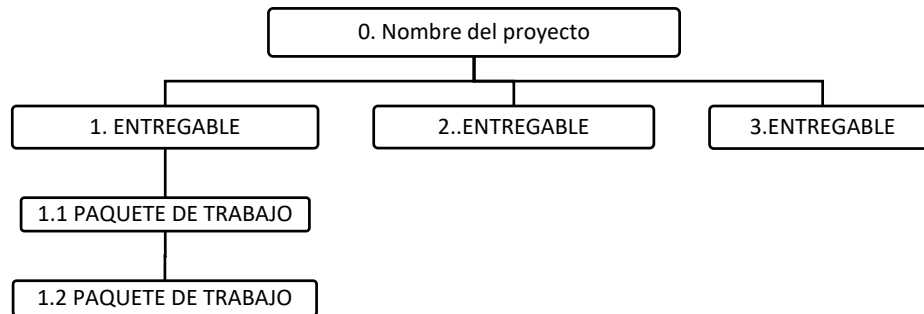 0. Nombre del proyecto
1. ENTREGABLE
2..ENTREGABLE
3.ENTREGABLE
1.1 PAQUETE DE TRABAJO
1.2 PAQUETE DE TRABAJO